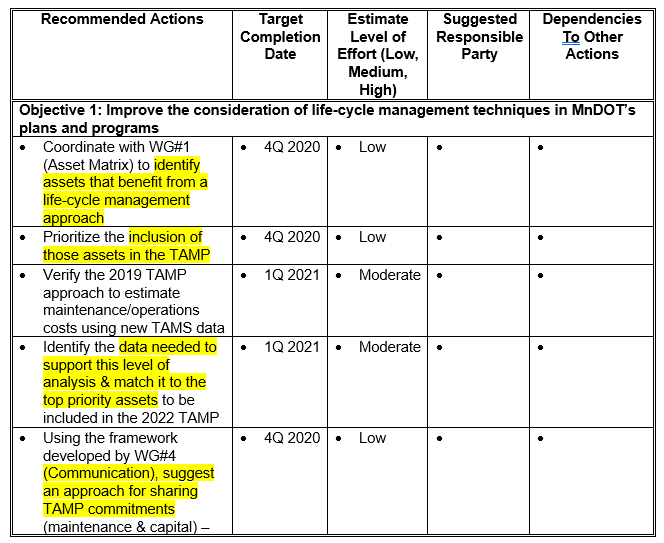 Recommended Actions
Target Completion Date
Estimate Level of Effort (Low, Medium, High)
Suggested Responsible Party
Dependencies To Other Actions
Objective 1: Improve the consideration of life-cycle management techniques in MnDOT’s
plans and programs
• Coordinate with WG#1
(Asset Matrix) to identify
assets that benefit from a
life-cycle management
approach
• 4Q 2020
• Low
•
•
• Prioritize the inclusion of
those assets in the TAMP
• 4Q 2020
• Low
•
•
• Verify the 2019 TAMP
approach to estimate
maintenance/operations
costs using new TAMS data
• 1Q 2021
• Moderate
•
•
• Identify the data needed to
support this level of
analysis & match it to the
top priority assets to be
included in the 2022 TAMP
• 1Q 2021
• Moderate
•
•
• Using the framework
developed by WG#4
(Communication), suggest
an approach for sharing
TAMP commitments
(maintenance & capital) –
• 4Q 2020
• Low
•
•